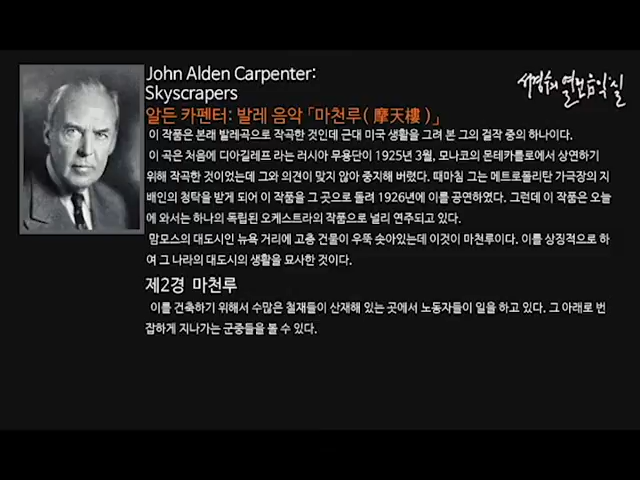 John Alden Carpenter:
Skyscrapers
서경수의 열린음악실
알든 카펜터: 발레 음악 「마천루( 摩天樓 ) 」
이 작품은 본래 발레곡으로 작곡한 것인데 근대 미국 생활을 그려 본 그의 걸작 중의 하나이다.
이 곡은 처음에 디아길레프 라는 러시아 무용단이 1925년 3월, 모나코의 몬테카를로에서 상연하기
위해 작곡한 것이었는데 그와 의견이 맞지 않아 중지해 버렸다. 때마침 그는 메트로폴리탄 가극장의 지
배인의 청탁을 받게 되어 이 작품을 그 곳으로 돌려 1926년에 이를 공연하였다. 그런데 이 작품은 오늘
에 와서는 하나의 독립된 오케스트라의 작품으로 널리 연주되고 있다.
맘모스의 대도시인 뉴욕 거리에 고층 건물이 우뚝 솟아있는데 이것이 마천루이다. 이를 상징적으로 하
여 그 나라의 대도시의 생활을 묘사한 것이다.
제2경 마천루
이를 건축하기 위해서 수많은 철재들이 산재해 있는 곳에서 노동자들이 일을 하고 있다. 그 아래로 번
잡하게 지나가는 군중들을 볼 수 있다.